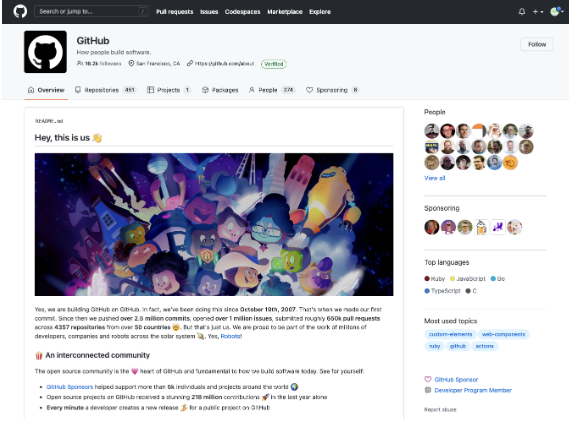 Search or jump to... /
Pull requests Issues Codespaces Marketplace Explore
GitHub
How people build software.
16.2k followers San Francisco, CA https://github.com/about Verified
Follow
Overview Repositories 451 Projects 1 Packages People 274 Sponsoring 6
README.md
Hey, this is us 👋
Yes, we are building GitHub on GitHub. In fact, we've been doing this since October 19th, 2007. That's when we made our first
commit. Since then we pushed over 2.5 million commits, opened over 1 million issues, submitted roughly 650k pull requests
across 4357 repositories from over 50 countries 🤯. But that's just us. We are proud to be part of the work of millions of
developers, companies and robots across the solar system 🪐. Yes, Robots!
🍿 An interconnected community
The open source community is the 💗 heart of GitHub and fundamental to how we build software today. See for yourself:
• GitHub Sponsors helped support more than 5k individuals and projects around the world 🌍
• Open source projects on GitHub received a stunning 218 million contributions 🚀 in the last year alone
• Every minute a developer creates a new release 🏄 for a public project on GitHub
People
View all
Sponsoring
Top languages
Ruby JavaScript Go
TypeScript C
Most used topics
custom-elements web-components
ruby github actions
GitHub Sponsor
Developer Program Member
Report abuse